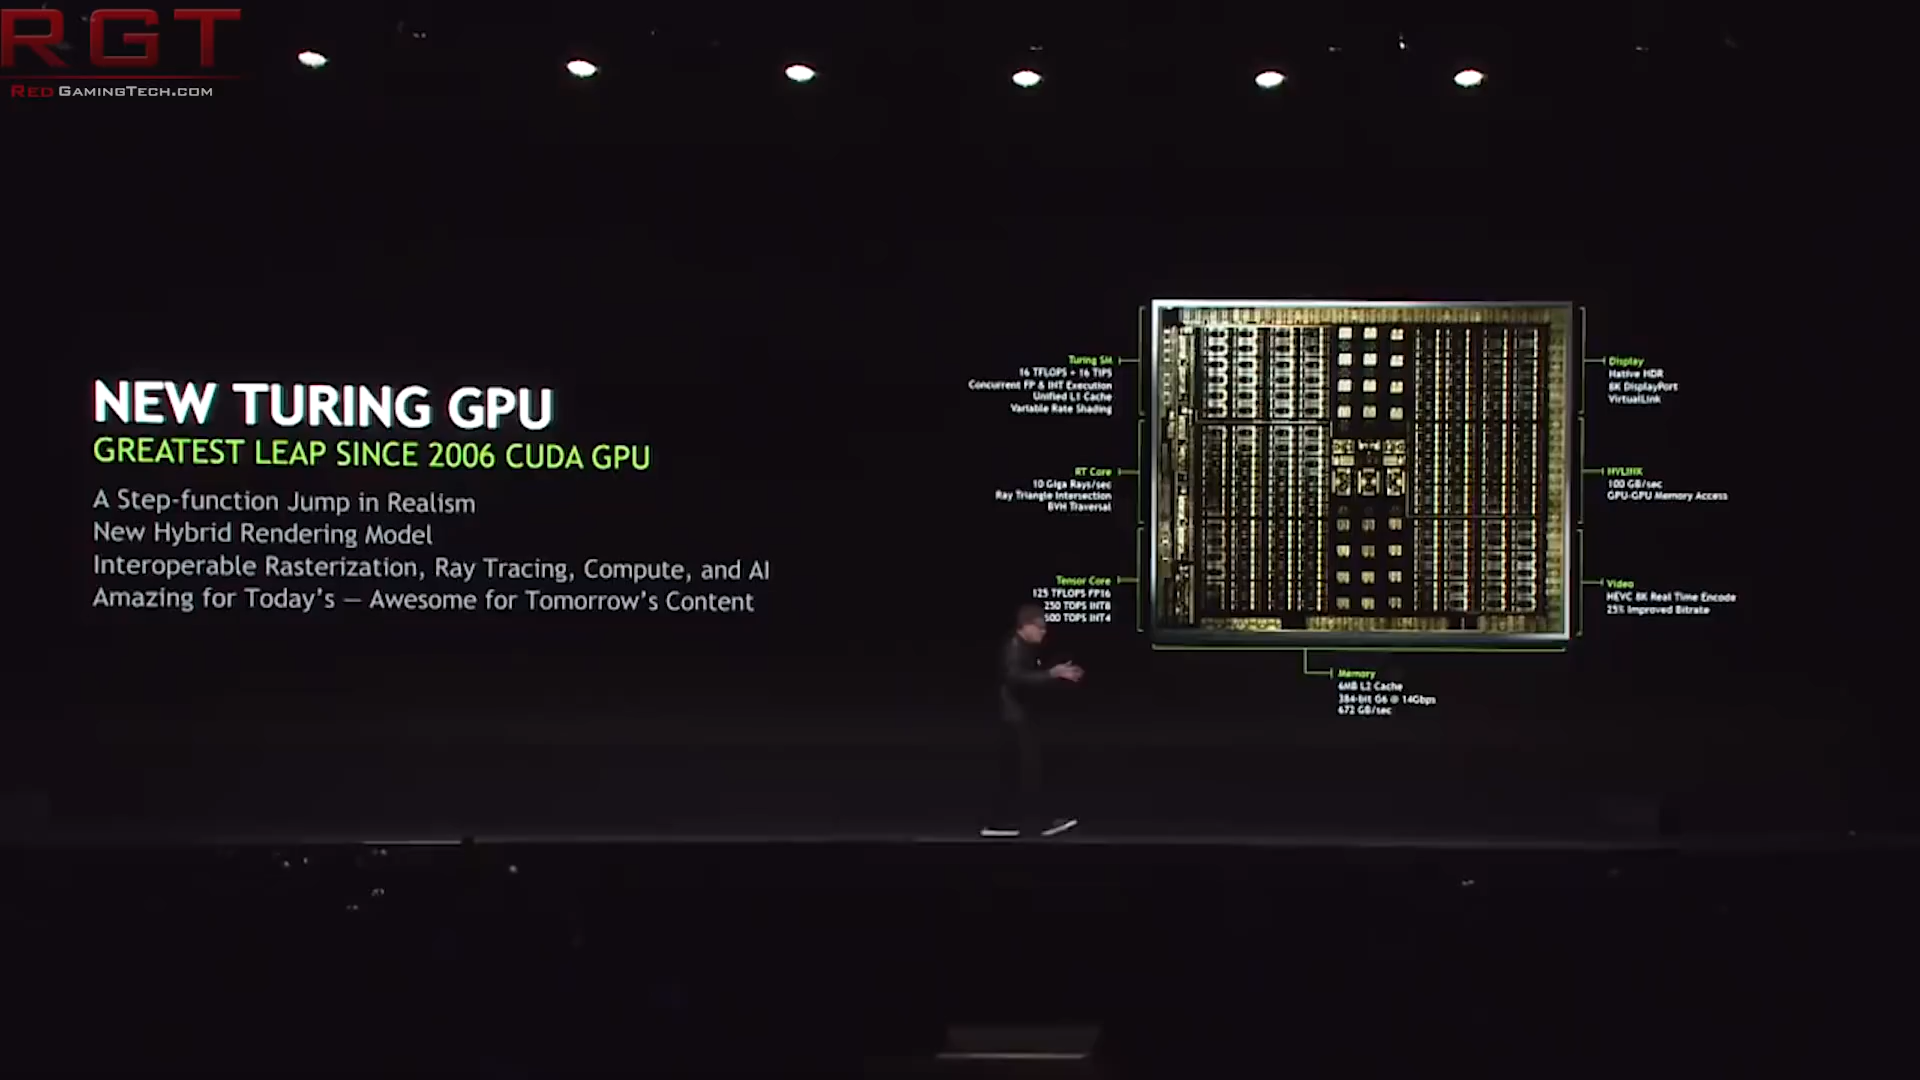 RGT
RED GAMINGTECH.COM
NEW TURING GPU
GREATEST LEAP SINCE 2006 CUDA GPU
A Step-function Jump in Realism
New Hybrid Rendering Model
Interoperable Rasterization, Ray Tracing, Compute, and AI
Amazing for Today's — Awesome for Tomorrow's Content
Turing SM
16 TFLOPS + 16 TIPS
Concurrent FP & INT Execution
Unified L1 Cache
Variable Rate Shading
RT Core
10 Giga Rays/sec
Ray Triangle Intersection
BVH Traversal
Tensor Core
125 TFLOPS FP16
250 TOPS INT8
500 TOPS INT4
Display
Native HDR
8K DisplayPort
VirtualLink
NVLINK
100 GB/sec
GPU-GPU Memory Access
Video
HEVC 8K Real Time Encode
25% Improved Bitrate
Memory
6MB L2 Cache
384-bit G6 @ 14Gbps
672 GB/sec